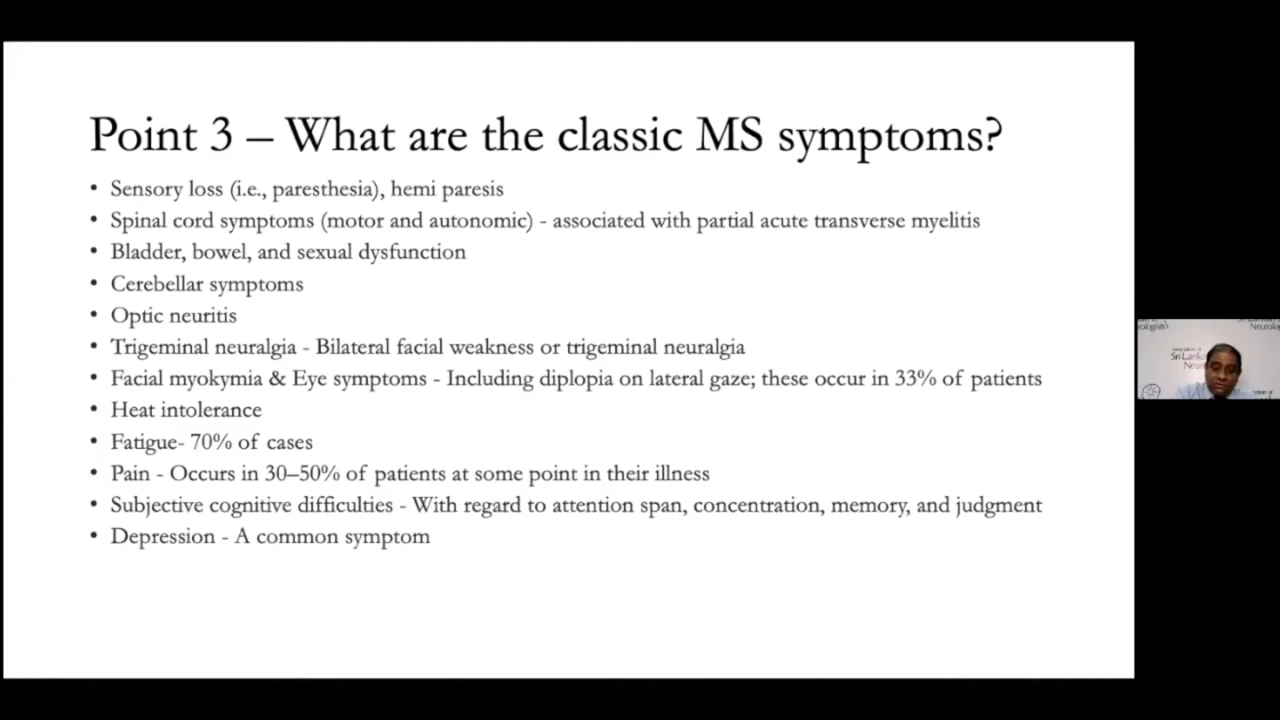 Point 3 – What are the classic MS symptoms?
• Sensory loss (i.e., paresthesia), hemi paresis
• Spinal cord symptoms (motor and autonomic) - associated with partial acute transverse myelitis
• Bladder, bowel, and sexual dysfunction
• Cerebellar symptoms
• Optic neuritis
• Trigeminal neuralgia - Bilateral facial weakness or trigeminal neuralgia
• Facial myokymia & Eye symptoms - Including diplopia on lateral gaze; these occur in 33% of patients
• Heat intolerance
• Fatigue- 70% of cases
• Pain - Occurs in 30–50% of patients at some point in their illness
• Subjective cognitive difficulties - With regard to attention span, concentration, memory, and judgment
• Depression - A common symptom
Sri Lanka